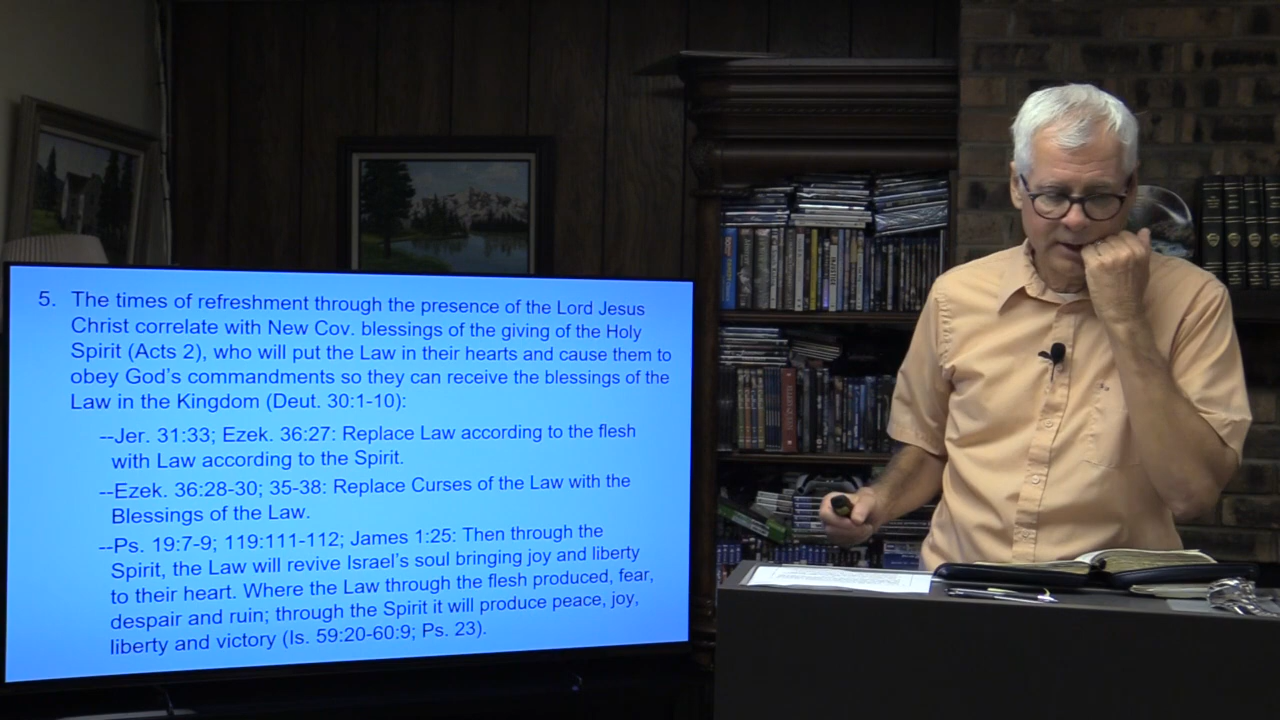 5. The times of refreshment through the presence of the Lord Jesus
Christ correlate with New Cov. blessings of the giving of the Holy
Spirit (Acts 2), who will put the Law in their hearts and cause them to
obey God's commandments so they can receive the blessings of the
Law in the Kingdom (Deut. 30:1-10):
--Jer. 31:33; Ezek. 36:27: Replace Law according to the flesh
with Law according to the Spirit.
--Ezek. 36:28-30; 35-38: Replace Curses of the Law with the
Blessings of the Law.
--Ps. 19:7-9; 119:111-112; James 1:25: Then through the
Spirit, the Law will revive Israel's soul bringing joy and liberty
to their heart. Where the Law through the flesh produced, fear,
despair and ruin; through the Spirit it will produce peace, joy,
liberty and victory (Is. 59:20-60:9; Ps. 23).